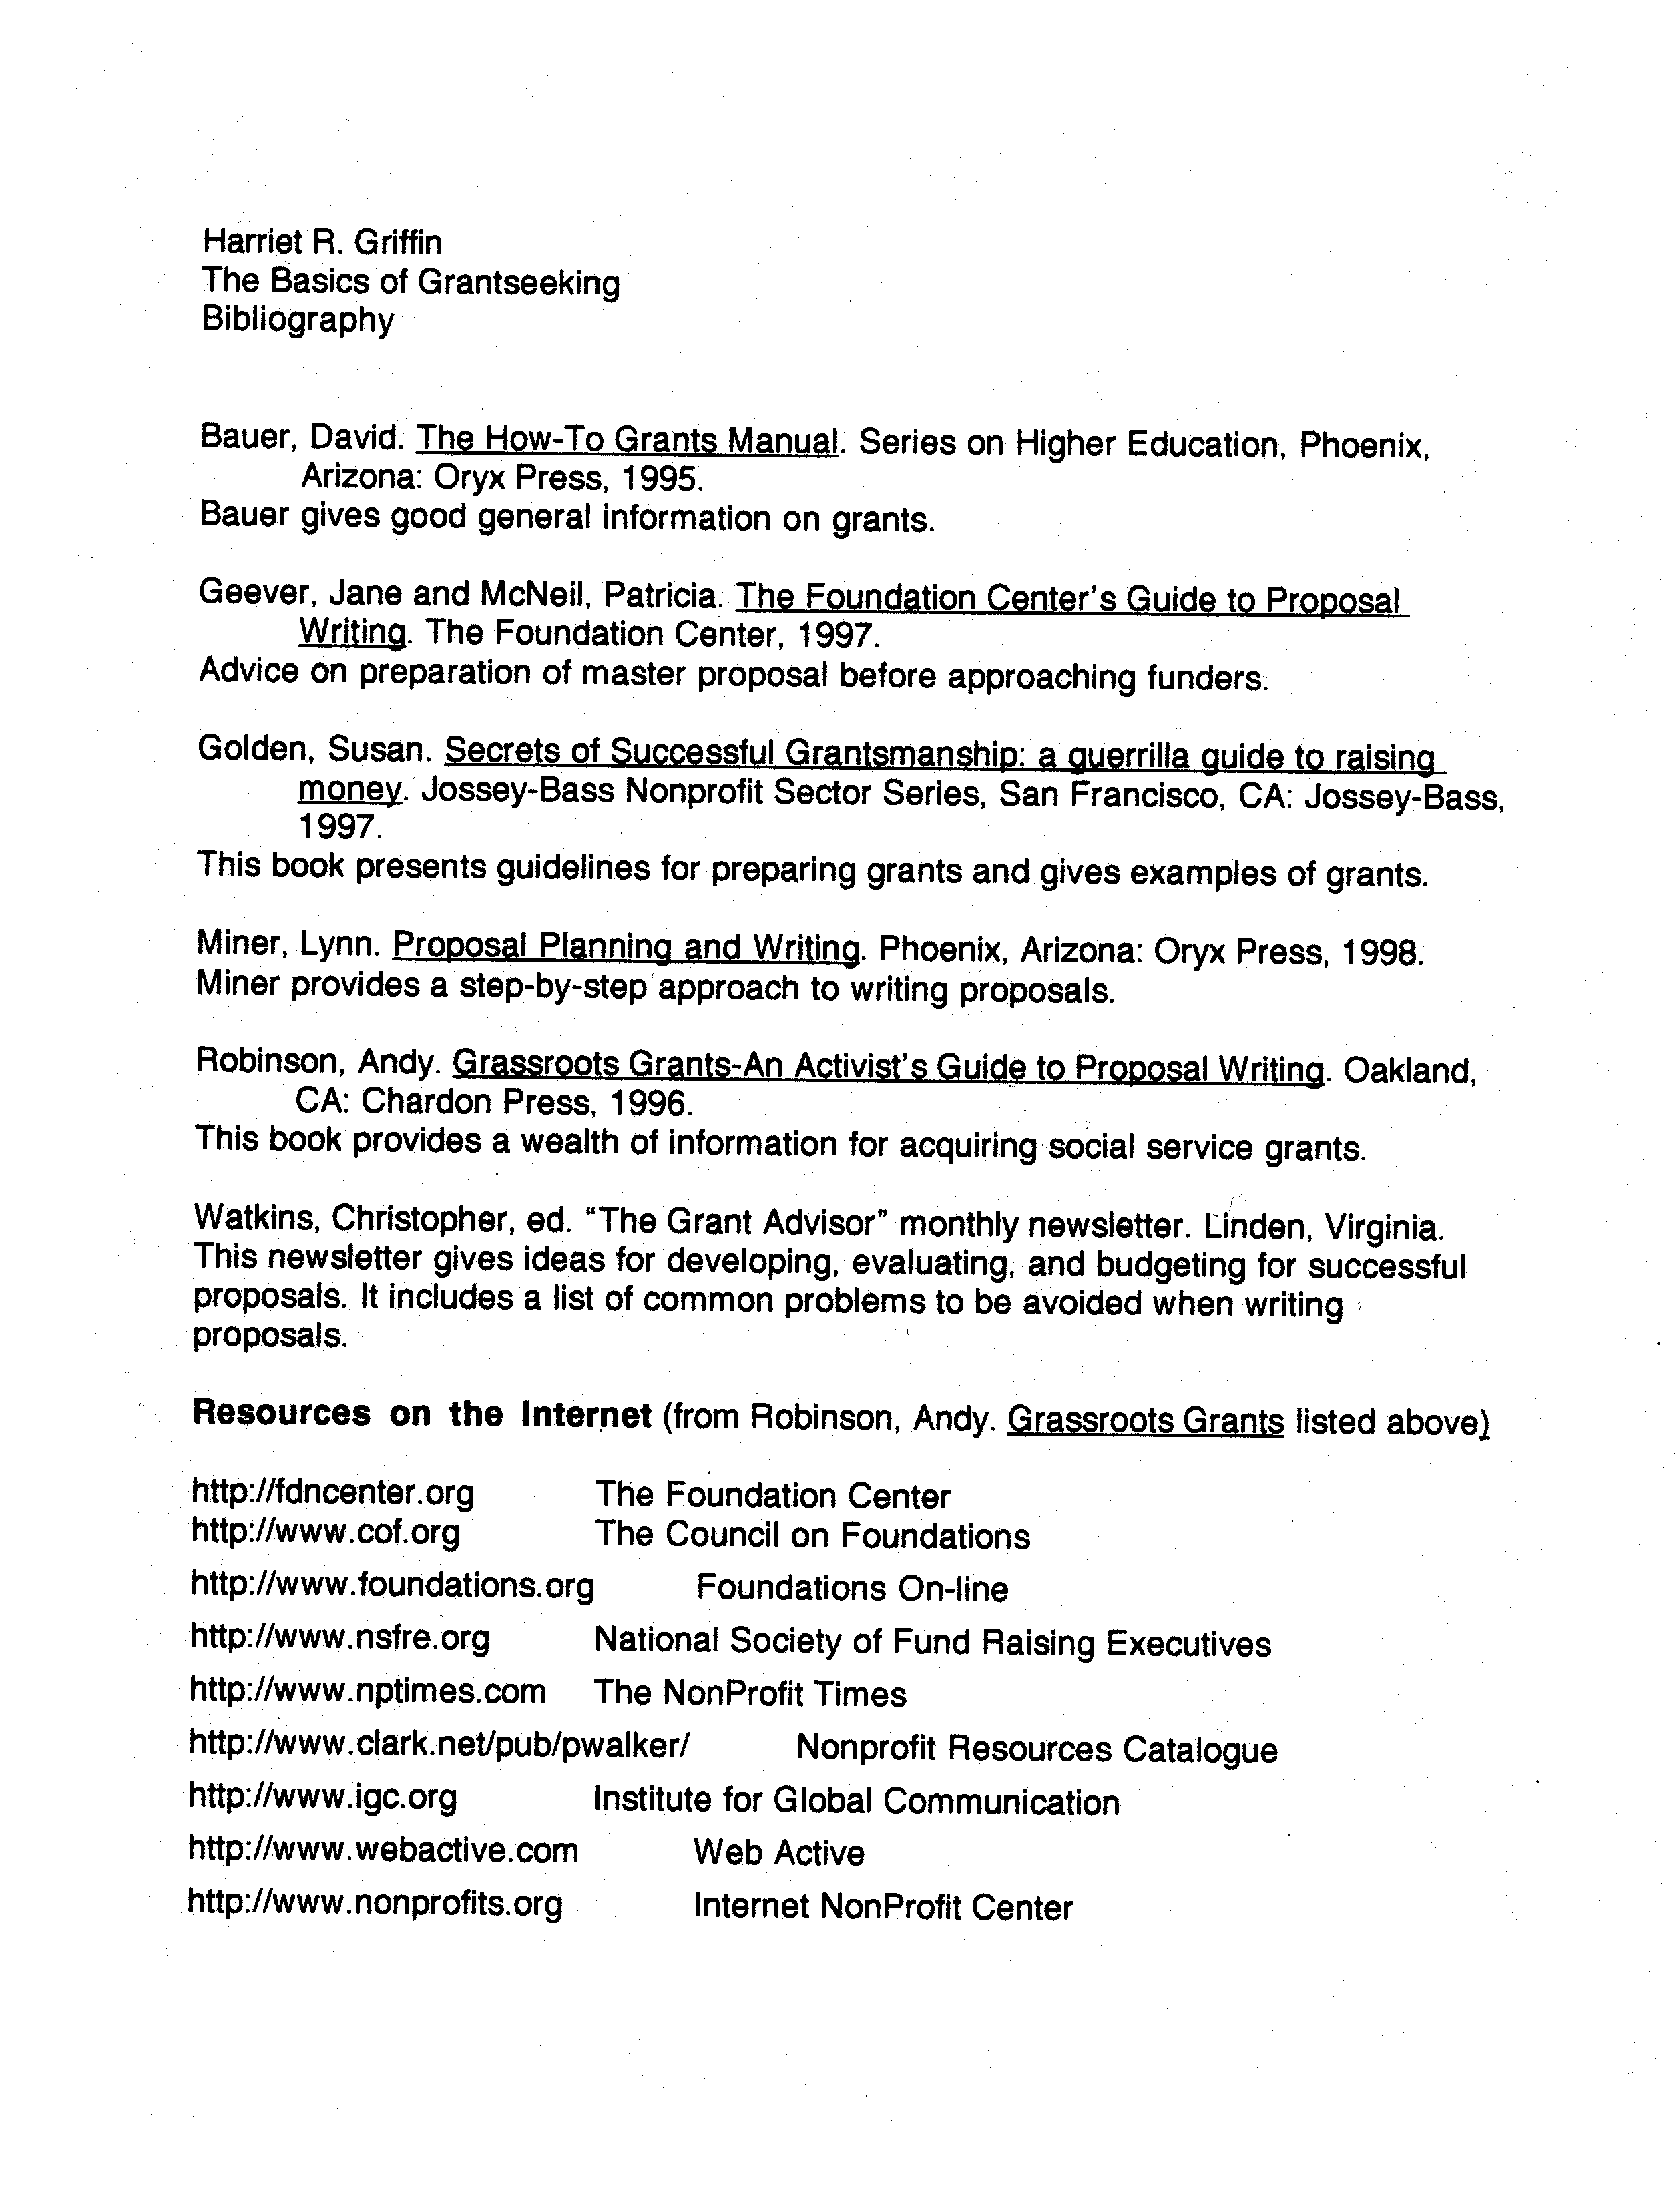 Harriet R. Griffin
The Basics of Grantseeking
Bibliography
Bauer, David. The How-To Grants Manual. Series on Higher Education, Phoenix,
Arizona: Oryx Press, 1995.
Bauer gives good general information on grants.
Geever, Jane and McNeil, Patricia. The Foundation Center's Guide to Proposal
Writing. The Foundation Center, 1997.
Advice on preparation of master proposal before approaching funders.
Golden, Susan. Secrets of Successful Grantsmanship: a guerrilla guide to raising
money. Jossey-Bass Nonprofit Sector Series, San Francisco, CA: Jossey-Bass,
1997.
This book presents guidelines for preparing grants and gives examples of grants.
Miner, Lynn. Proposal Planning and Writing. Phoenix, Arizona: Oryx Press, 1998.
Miner provides a step-by-step approach to writing proposals.
Robinson, Andy. Grassroots Grants-An Activist's Guide to Proposal Writing. Oakland,
CA: Chardon Press, 1996.
This book provides a wealth of information for acquiring social service grants.
Watkins, Christopher, ed. "The Grant Advisor" monthly newsletter. Linden, Virginia.
This newsletter gives ideas for developing, evaluating, and budgeting for successful
proposals. It includes a list of common problems to be avoided when writing
proposals.
Resources on the Internet (from Robinson, Andy. Grassroots Grants listed above)
http://fdncenter.org The Foundation Center
http://www.cof.org The Council on Foundations
http://www.foundations.org Foundations On-line
http://www.nsfre.org National Society of Fund Raising Executives
http://www.nptimes.com The NonProfit Times
http://www.clark.net/pub/pwalker/ Nonprofit Resources Catalogue
http://www.igc.org Institute for Global Communication
http://www.webactive.com Web Active
http://www.nonprofits.org Internet NonProfit Center